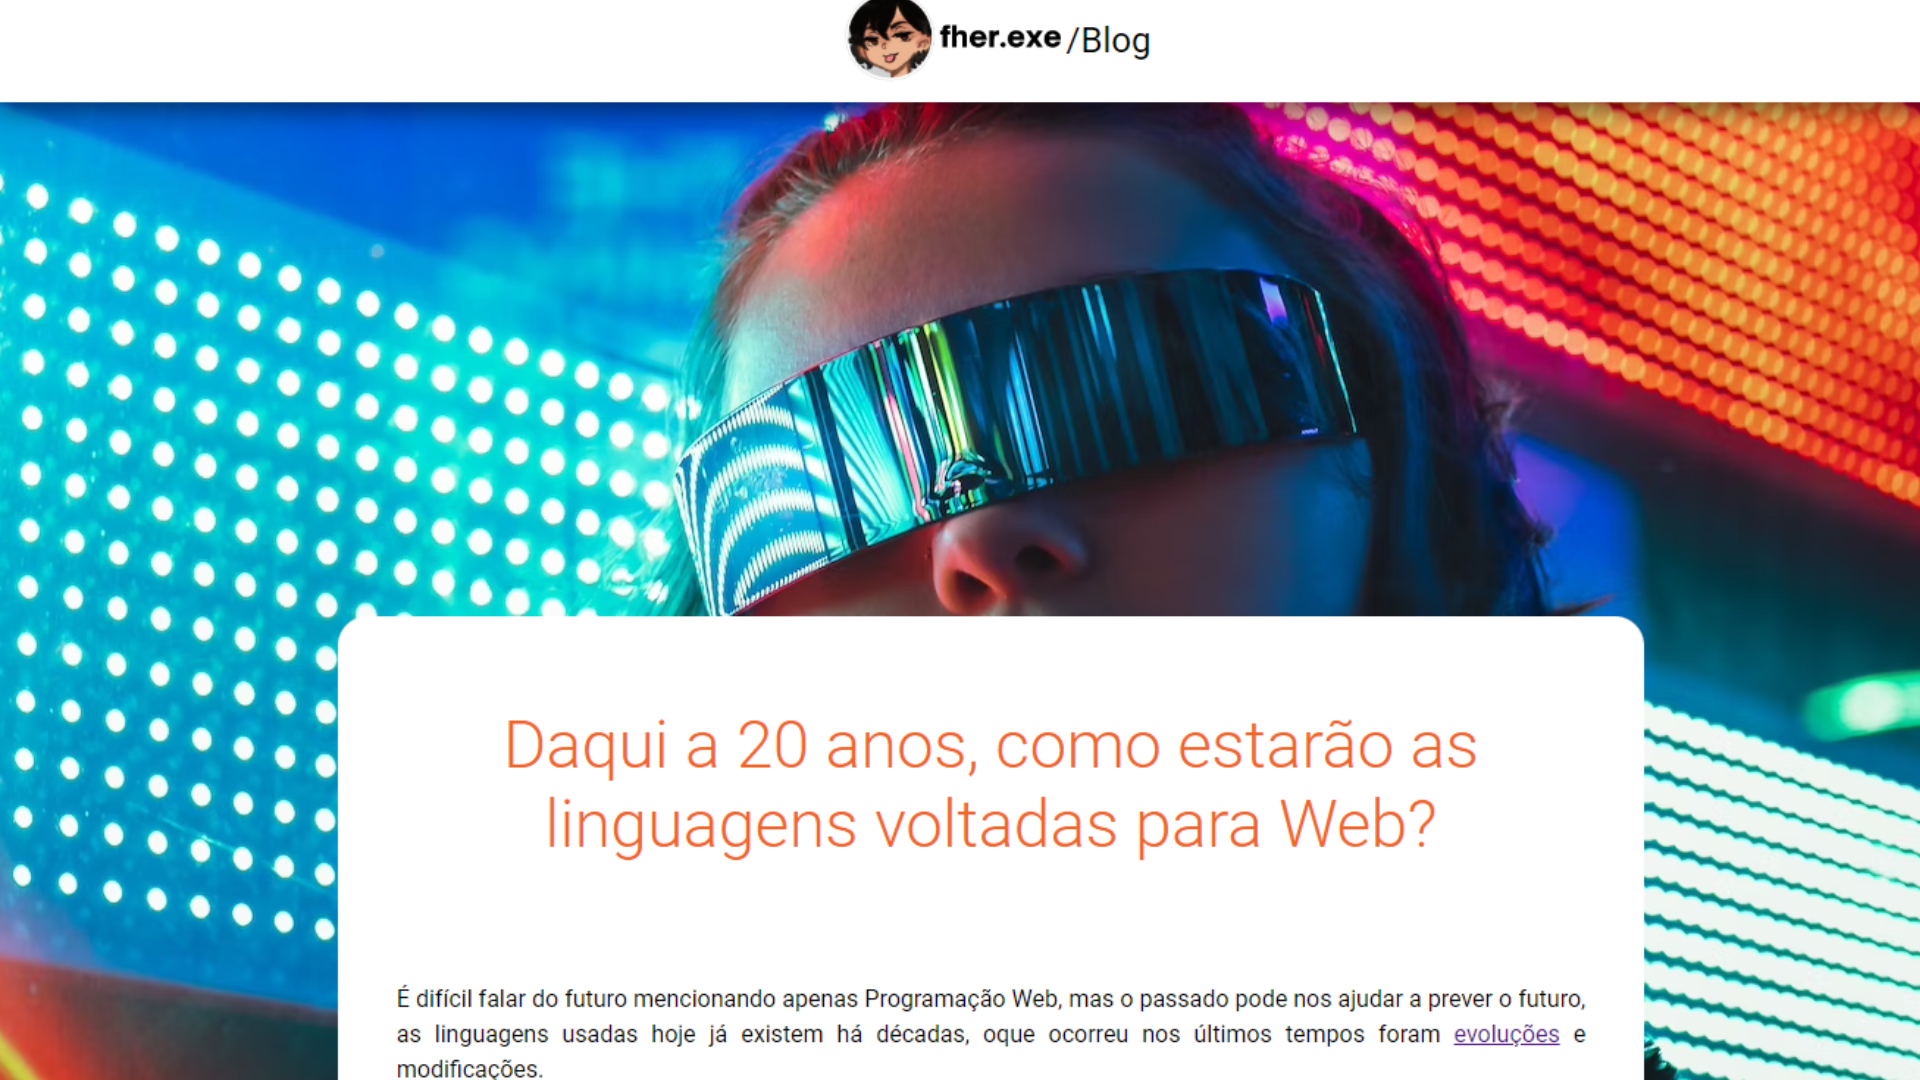 fher.exe /Blog
Daqui a 20 anos, como estarão as
linguagens voltadas para Web?
É difícil falar do futuro mencionando apenas Programação Web, mas o passado pode nos ajudar a prever o futuro,
as linguagens usadas hoje já existem há décadas, oque ocorreu nos últimos tempos foram evoluções e
modificações.